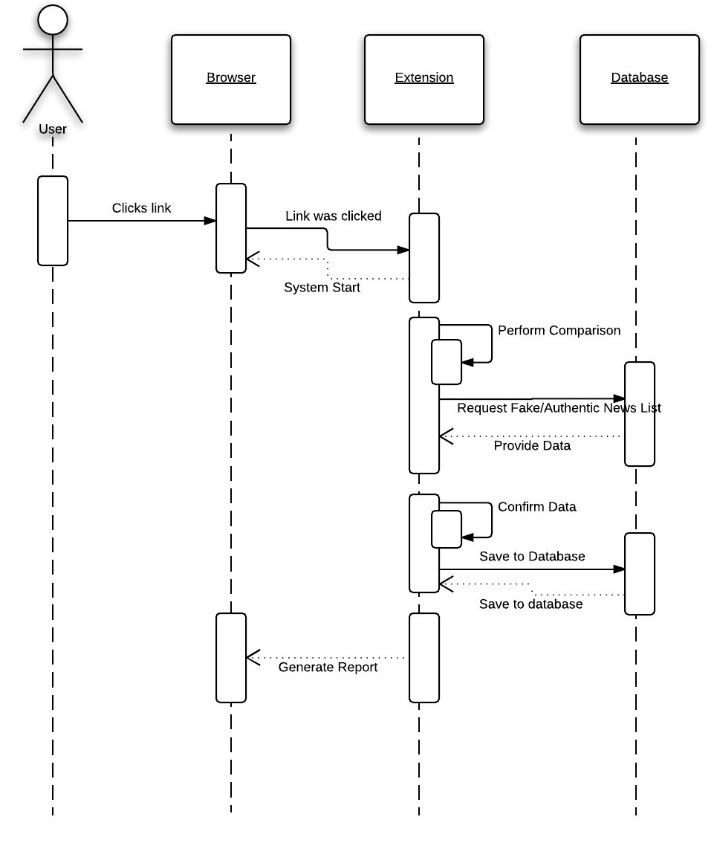 Browser
Extension
Database
User
Clicks link
Link was clicked
System Start
Perform Comparison
Request Fake/Authentic News List
Provide Data
Confirm Data
Save to Database
Save to database
Generate Report